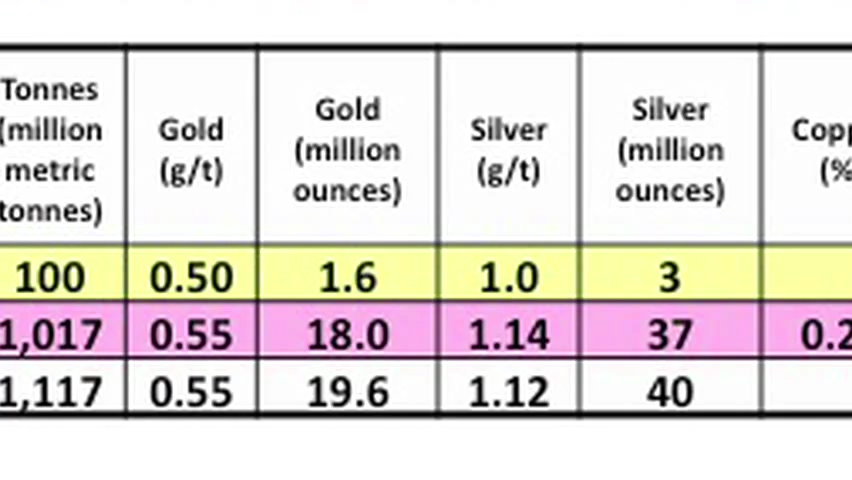 Tonnes (million metric tonnes) Gold (g/t) Gold (million ounces) Silver (g/t) Silver (million ounces)
100 0.50 1.6 1.0 3
1,017 0.55 18.0 1.14 37
1,117 0.55 19.6 1.12 40